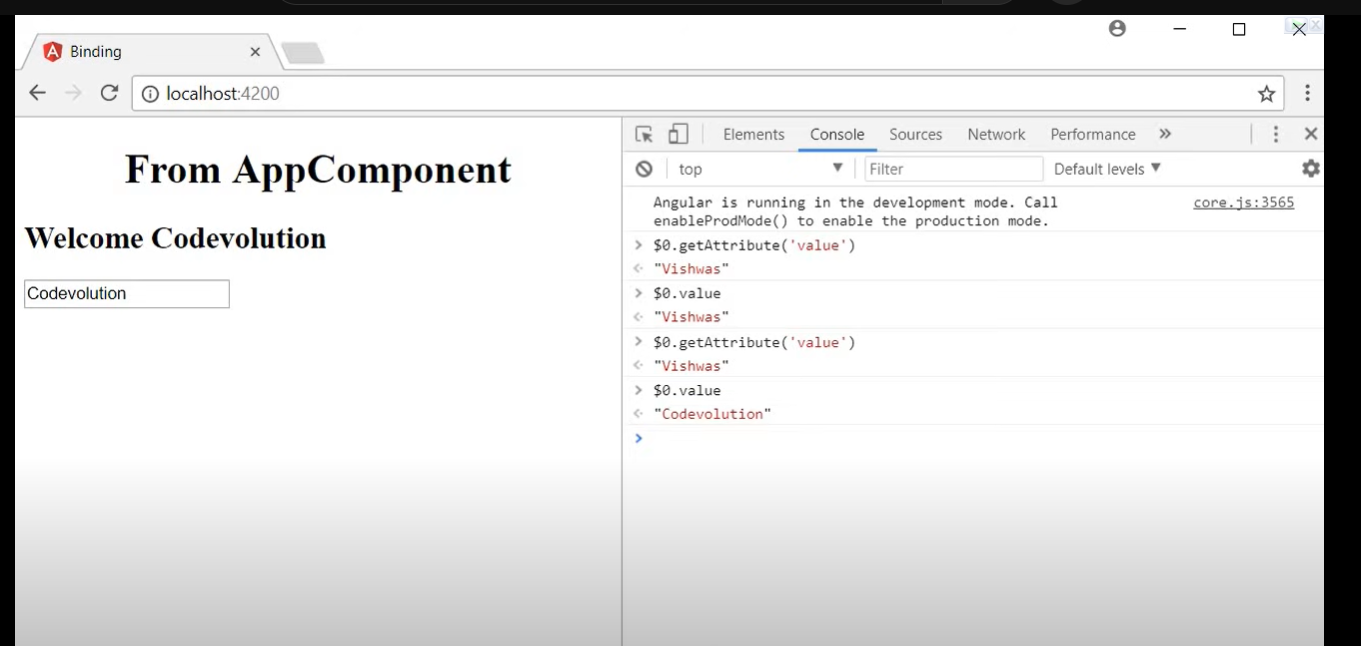 Binding
localhost:4200
From AppComponent
Welcome Codevolution
Codevolution
Elements Console Sources Network Performance »
top Filter Default levels
Angular is running in the development mode. Call core.js:3565
enableProdMode() to enable the production mode.
> $0.getAttribute('value')
"Vishwas"
> $0.value
"Vishwas"
> $0.getAttribute('value')
"Vishwas"
> $0.value
"Codevolution"
>